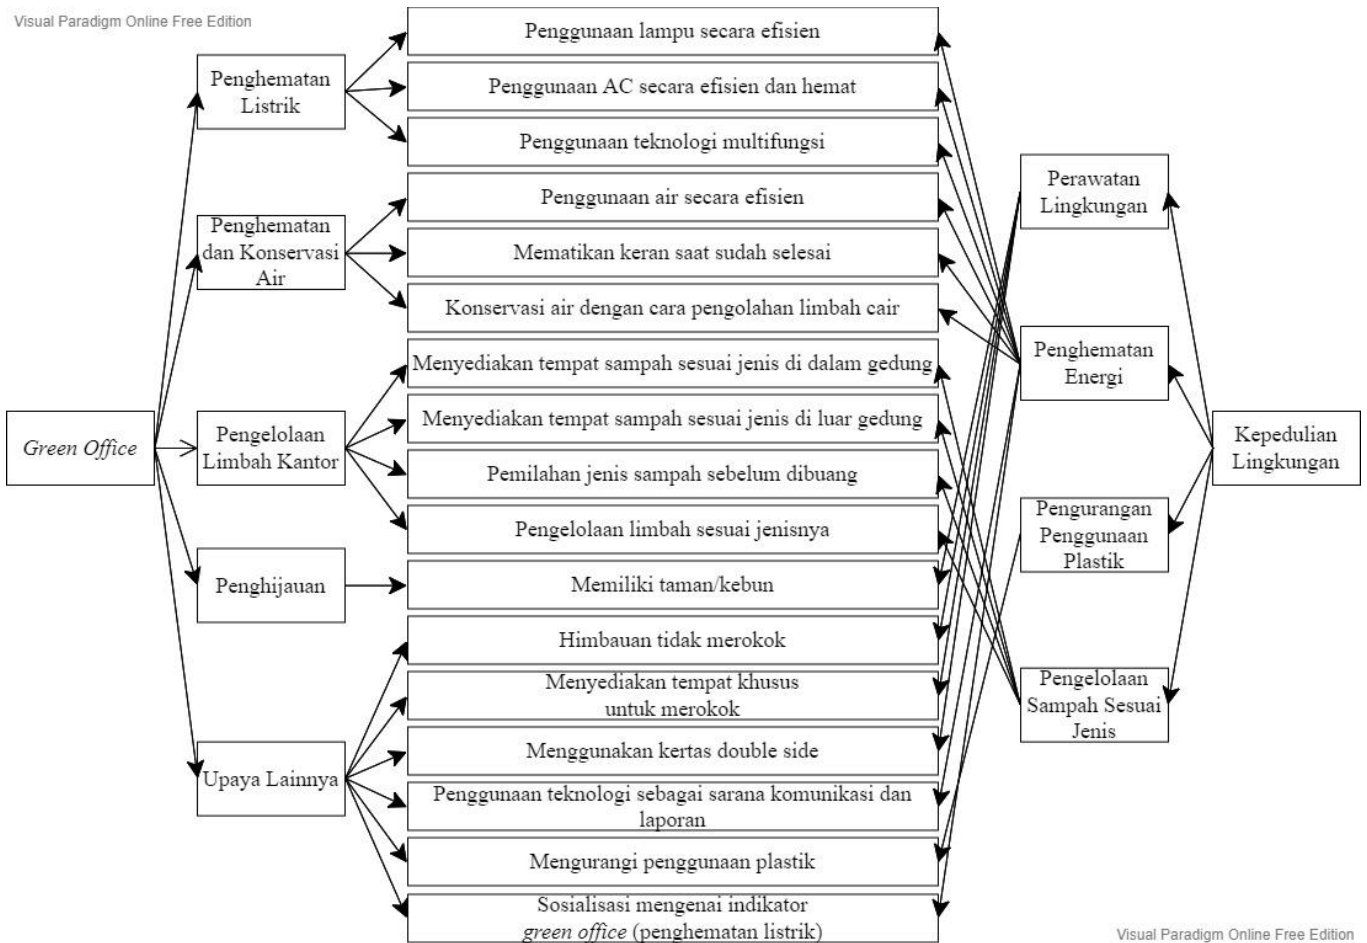 Visual Paradigm Online Free Edition
Green Office
Penghematan
Listrik
Penghematan
dan Konservasi
Air
Pengelolaan
Limbah Kantor
Penghijauan
Upaya Lainnya
Penggunaan lampu secara efisien
Penggunaan AC secara efisien dan hemat
Penggunaan teknologi multifungsi
Penggunaan air secara efisien
Mematikan keran saat sudah selesai
Konservasi air dengan cara pengolahan limbah cair
Menyediakan tempat sampah sesuai jenis di dalam gedung
Menyediakan tempat sampah sesuai jenis di luar gedung
Pemilahan jenis sampah sebelum dibuang
Pengelolaan limbah sesuai jenisnya
Memiliki taman/kebun
Himbauan tidak merokok
Menyediakan tempat khusus
untuk merokok
Menggunakan kertas double side
Penggunaan teknologi sebagai sarana komunikasi dan
laporan
Mengurangi penggunaan plastik
Sosialisasi mengenai indikator
green office (penghematan listrik)
Perawatan
Lingkungan
Penghematan
Energi
Pengurangan
Penggunaan
Plastik
Pengelolaan
Sampah Sesuai
Jenis
Kepedulian
Lingkungan
Visual Paradigm Online Free Edition